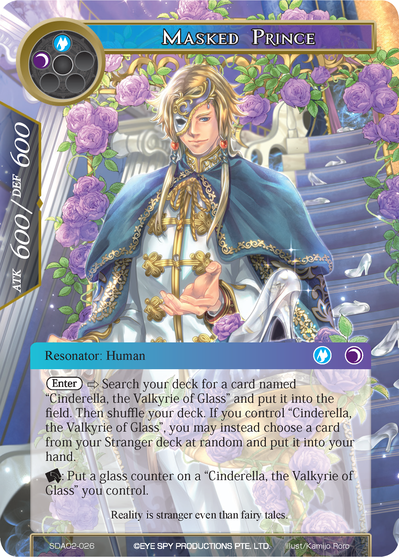 MASKED PRINCE
ATK 600/ DEF 600
Resonator: Human
Enter ⇨ Search your deck for a card named
"Cinderella, the Valkyrie of Glass" and put it into the
field. Then shuffle your deck. If you control "Cinderella,
the Valkyrie of Glass", you may instead choose a card
from your Stranger deck at random and put it into your
hand.
: Put a glass counter on a "Cinderella, the Valkyrie of
Glass" you control.
Reality is stranger even than fairy tales.
SDAO2-026 ©EYE SPY PRODUCTIONS PTE. LTD. Illust/Kamijo Roro